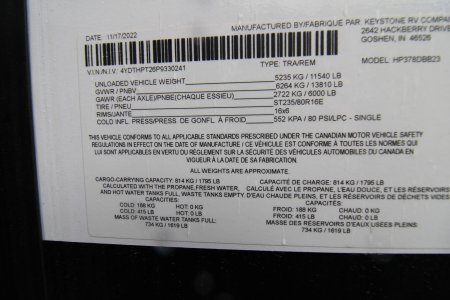 MANUFACTURED BY/FABRIQUE PAR: KEYSTONE RV COMPA
2642 HACKBERRY DRIVE
GOSHEN, IN 46526
DATE: 11/17/2022
V.I.N./N.I.V. 4YDTHPT26P9330241 TYPE: TRA/REM MODEL: HP378DBB23
UNLOADED VEHICLE WEIGHT 5235 KG / 11540 LB
GVWR / PNBV 6264 KG / 13810 LB
GAWR (EACH AXLE)/PNBE(CHAQUE ESSIEU) 2722 KG / 6000 LB
TIRE/PNEU ST235/80R16E
RIMS/JANTE 16x6
COLD INFL. PRESS/PRESS. DE GONFL À FROID 552 KPA / 80 PSI/LPC - SINGLE
THIS VEHICLE CONFORMS TO ALL APPLICABLE STANDARDS PRESCRIBED UNDER THE CANADIAN MOTOR VEHICLE SAFETY
REGULATIONS IN EFFECT ON THE DATE OF MANUFACTURE / CE VÉHICULE EST CONFORME À TOUTES LES NORMES QUI
LUI SONT APPLICABLES EN VERTU DU RÈGLEMENT SUR LA SÉCURITÉ DES VÉHICULES AUTOMOBILES DU CANADA EN
VIGUEUR À LA DATE DE SA FABRICATION.
ALL WEIGHTS ARE APPROXIMATE.
CARGO-CARRYING CAPACITY: 814 KG / 1795 LB CAPACITÉ DE CHARGE: 814 KG / 1795 LB
CALCULATED WITH THE PROPANE, FRESH WATER, CALCULÉE AVEC LE PROPANE, L'EAU DOUCE, ET LES RÉSERVOIRS
AND HOT WATER TANKS FULL, WASTE TANKS EMPTY. D'EAU CHAUDE PLEINS, ET LES RÉSERVOIRS DE DÉCHETS VIDES
CAPACITIES: CAPACITÉS:
COLD: 188 KG HOT: 0 KG FROID: 188 KG CHAUD: 0 KG
COLD: 415 LB HOT: 0 LB FROID: 415 LB CHAUD: 0 LB
MASS OF WASTE WATER TANKS FULL: MASSE DES RÉSERVOIRS D'EAUX USÉES PLEINS:
734 KG / 1619 LB 734 KG / 1619 LB